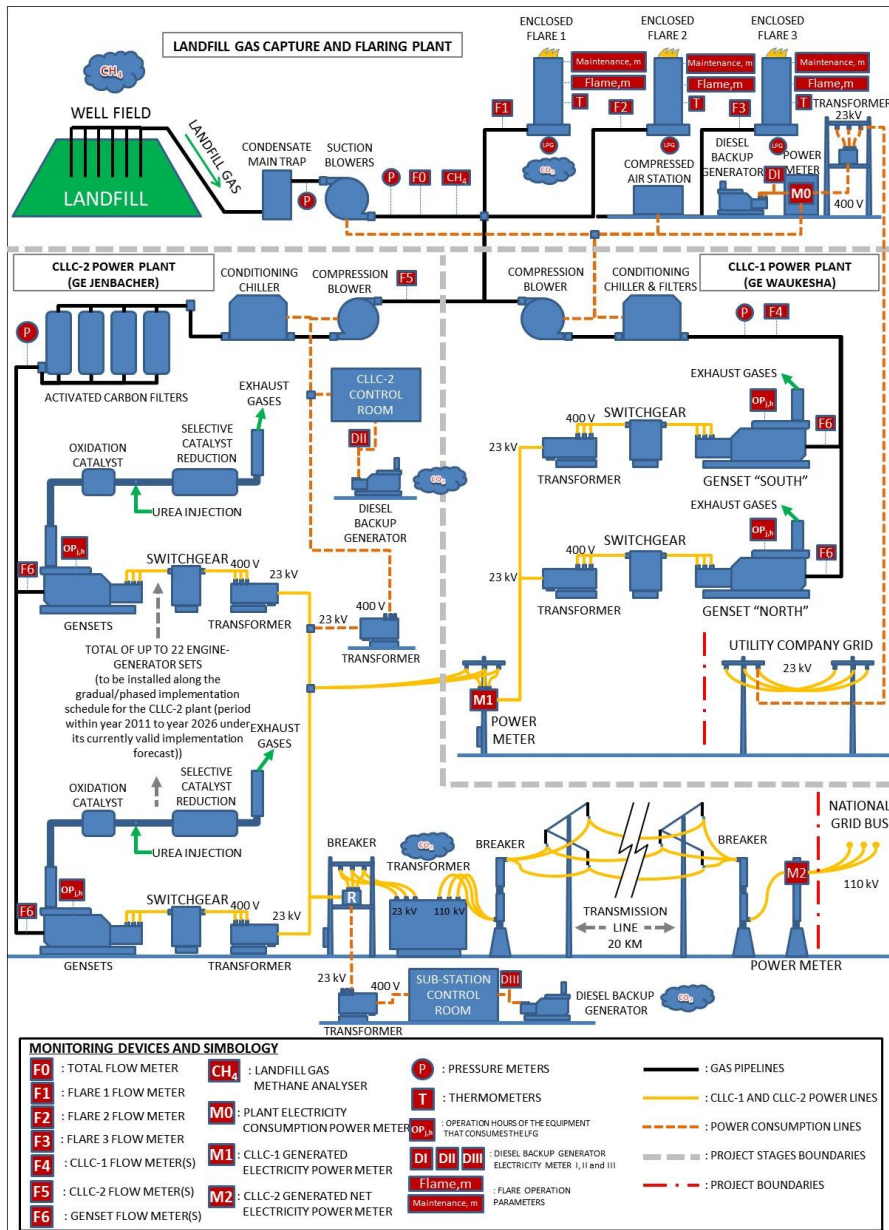 LANDFILL GAS CAPTURE AND FLARING PLANT
ENCLOSED
FLARE 1
ENCLOSED
FLARE 2
ENCLOSED
FLARE 3
Maintenance, m
Flame,m
T
Maintenance, m
Flame,m
T
Maintenance, m
Flame,m
T
F1
F2
F3
LPG
LPG
LPG
CO₂
CH₄
WELL FIELD
LANDFILL GAS
LANDFILL
CONDENSATE
MAIN TRAP
P
SUCTION
BLOWERS
P
F0
CH₄
COMPRESSED
AIR STATION
DIESEL
BACKUP
GENERATOR
DI
POWER
METER
M0
TRANSFORMER
23kV
400 V
CLLC-2 POWER PLANT
(GE JENBACHER)
CONDITIONING
CHILLER
COMPRESSION
BLOWER
F5
P
ACTIVATED CARBON FILTERS
COMPRESSION
BLOWER
CONDITIONING
CHILLER & FILTERS
CLLC-1 POWER PLANT
(GE WAUKESHA)
P
F4
CLLC-2
CONTROL
ROOM
DII
CO₂
DIESEL
BACKUP
GENERATOR
EXHAUST
GASES
OXIDATION
CATALYST
SELECTIVE
CATALYST
REDUCTION
UREA INJECTION
F6
OPj,h
GENSETS
SWITCHGEAR
400 V
23 kV
TRANSFORMER
23 kV
400 V
TRANSFORMER
EXHAUST GASES
OPj,h
F6
GENSET “SOUTH”
SWITCHGEAR
400 V
23 kV
TRANSFORMER
EXHAUST GASES
OPj,h
F6
GENSET “NORTH”
SWITCHGEAR
400 V
23 kV
TRANSFORMER
UTILITY COMPANY GRID
23 kV
M1
POWER
METER
TOTAL OF UP TO 22 ENGINE-
GENERATOR SETS
(to be installed along the
gradual/phased implementation
schedule for the CLLC-2 plant (period
within year 2011 to year 2026 under
its currently valid implementation
forecast))
EXHAUST
GASES
OXIDATION
CATALYST
SELECTIVE
CATALYST
REDUCTION
UREA INJECTION
F6
OPj,h
GENSETS
SWITCHGEAR
400 V
23 kV
TRANSFORMER
BREAKER
R
CO₂
TRANSFORMER
23 kV
110 kV
BREAKER
TRANSMISSION
LINE
20 KM
BREAKER
NATIONAL
GRID BUS
M2
110 kV
POWER METER
23 kV
400 V
TRANSFORMER
SUB-STATION
CONTROL
ROOM
DIII
DIESEL BACKUP
GENERATOR
CO₂
MONITORING DEVICES AND SIMBOLOGY
F0 : TOTAL FLOW METER
F1 : FLARE 1 FLOW METER
F2 : FLARE 2 FLOW METER
F3 : FLARE 3 FLOW METER
F4 : CLLC-1 FLOW METER(S)
F5 : CLLC-2 FLOW METER(S)
F6 : GENSET FLOW METER(S)
CH₄ : LANDFILL GAS
METHANE ANALYSER
M0 : PLANT ELECTRICITY
CONSUMPTION POWER METER
M1 : CLLC-1 GENERATED
ELECTRICITY POWER METER
M2 : CLLC-2 GENERATED NET
ELECTRICITY POWER METER
P : PRESSURE METERS
T : THERMOMETERS
OPj,h : OPERATION HOURS OF THE EQUIPMENT
THAT CONSUMES THE LFG
DI DII DIII : DIESEL BACKUP GENERATOR
ELECTRICITY METER I, II and III
Flame,m
Maintenance, m
: FLARE OPERATION
PARAMETERS
: GAS PIPELINES
: CLLC-1 AND CLLC-2 POWER LINES
: POWER CONSUMPTION LINES
: PROJECT STAGES BOUNDARIES
: PROJECT BOUNDARIES